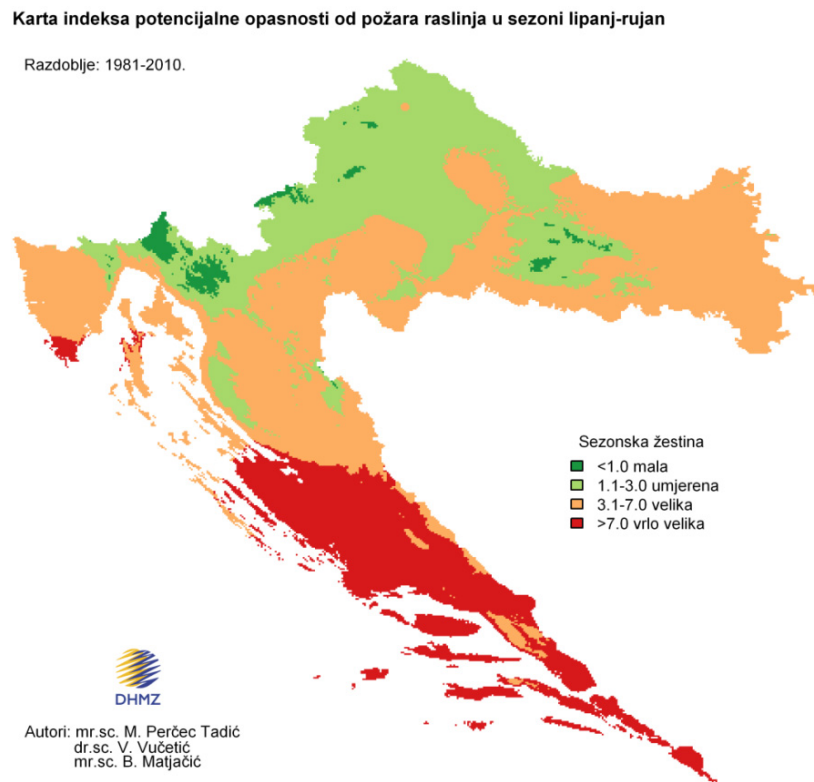 Karta indeksa potencijalne opasnosti od požara raslinja u sezoni lipanj-rujan
Razdoblje: 1981-2010.
Sezonska žestina
<1.0 mala
1.1-3.0 umjerena
3.1-7.0 velika
>7.0 vrlo velika
DHMZ
Autori: mr.sc. M. Perčec Tadić
dr.sc. V. Vučetić
mr.sc. B. Matjačić